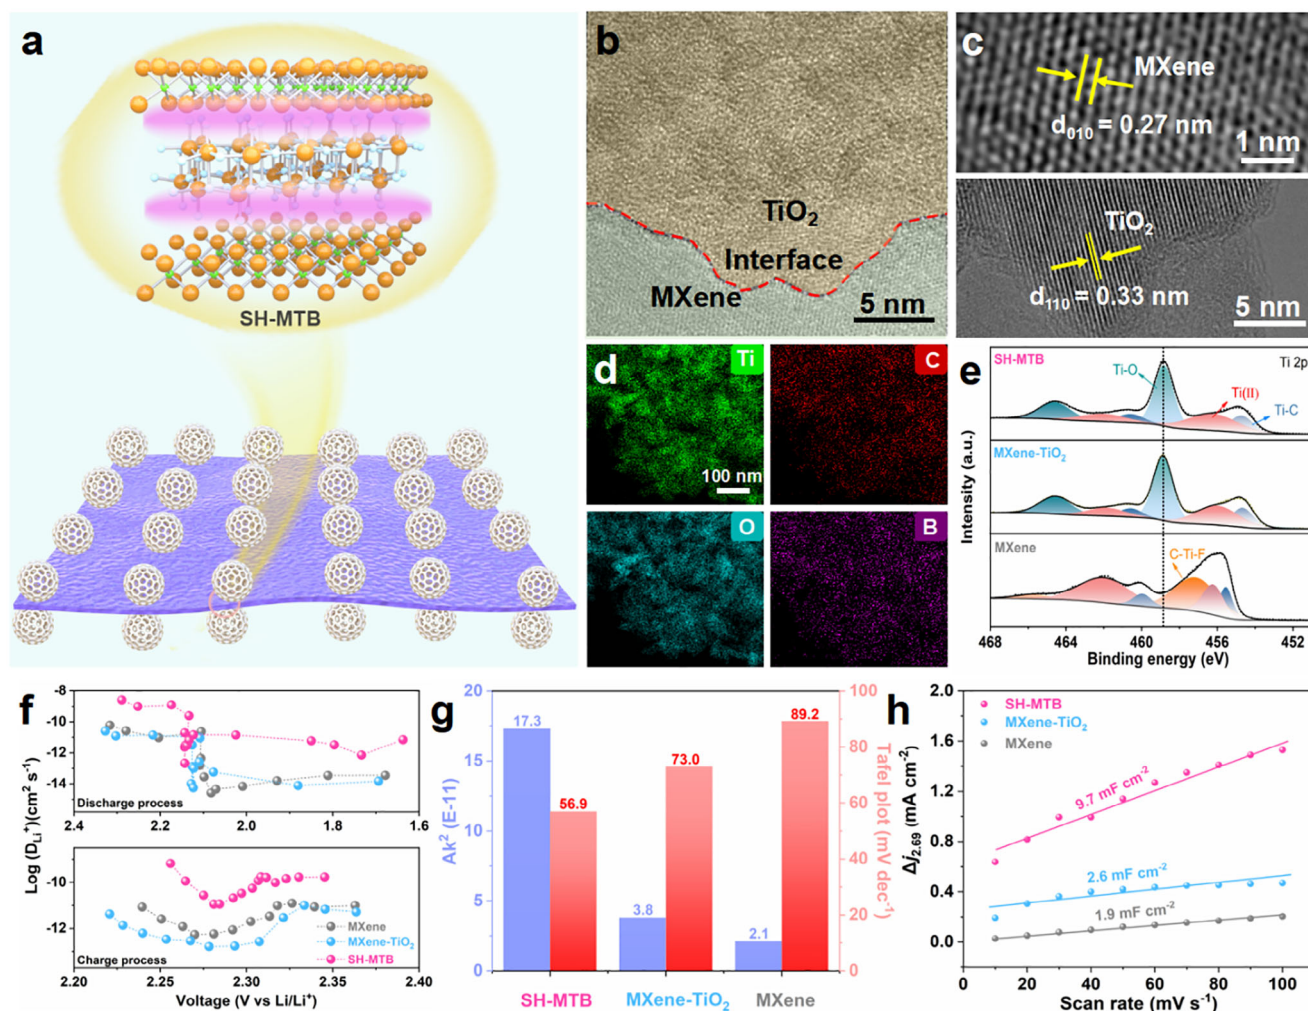 a
SH-MTB
b
TiO₂
Interface
MXene
5 nm
c
MXene
d₀₁₀ = 0.27 nm
1 nm
TiO₂
d₁₁₀ = 0.33 nm
5 nm
d
Ti
100 nm
C
O
B
e
SH-MTB
Ti 2p
Ti-O
Ti(II)
Ti-C
MXene-TiO₂
MXene
C-Ti-F
Intensity (a.u.)
468 464 460 456 452
Binding energy (eV)
f
-8
-10
-11
-14
Discharge process
2.4 2.2 2.0 1.8 1.6
Log (D_Li⁺)(cm² s⁻¹)
-10
-11
-12
MXene
MXene-TiO₂
SH-MTB
Charge process
2.20 2.25 2.30 2.35 2.40
Voltage (V vs Li/Li⁺)
g
20
15
10
5
0
Ak² (E-11)
17.3
56.9
3.8
73.0
2.1
89.2
100
80
60
40
20
0
Tafel plot (mV dec⁻¹)
SH-MTB MXene-TiO₂ MXene
h
2.0
1.6
1.2
0.8
0.4
0.0
Δj₂.₆₉ (mA cm⁻²)
SH-MTB
MXene-TiO₂
MXene
9.7 mF cm⁻²
2.6 mF cm⁻²
1.9 mF cm⁻²
0 20 40 60 80 100
Scan rate (mV s⁻¹)